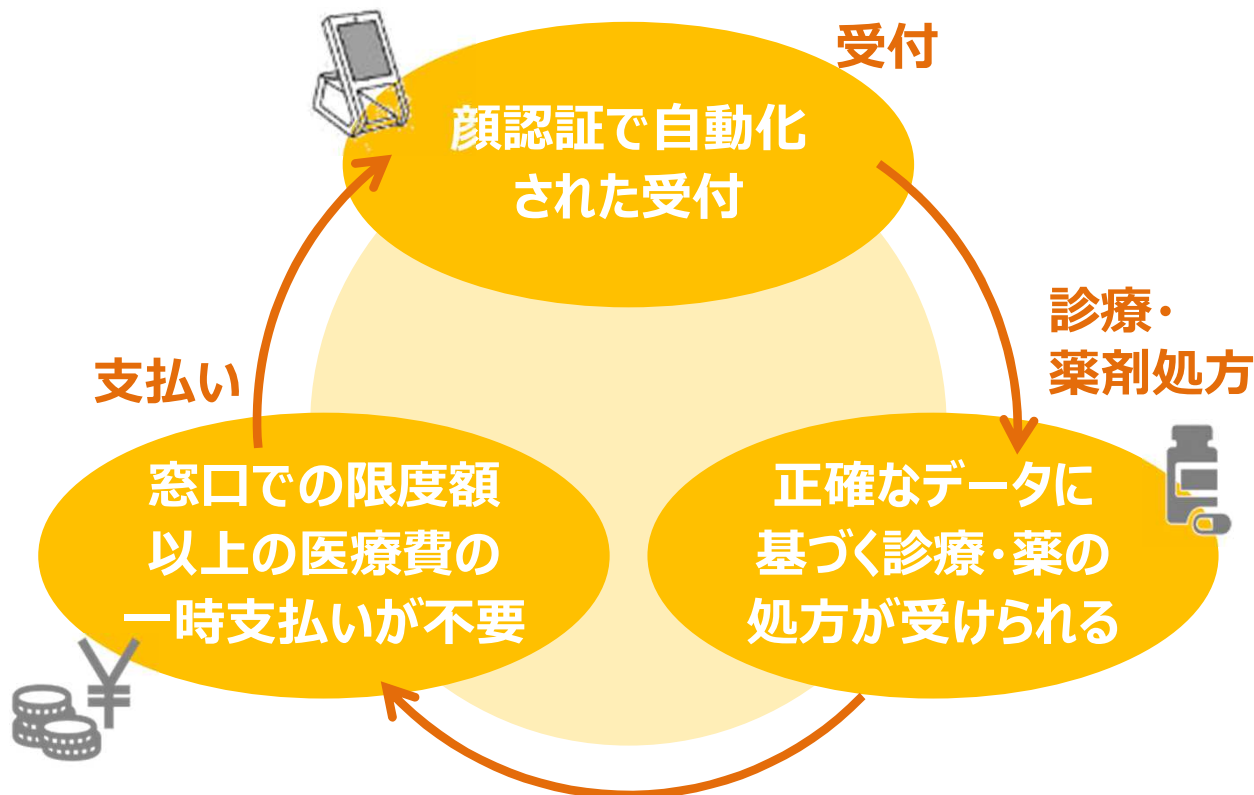 受付
顔認証で自動化
された受付
診療・
薬剤処方
正確なデータに
基づく診療・薬の
処方が受けられる
支払い
窓口での限度額
以上の医療費の
一時支払いが不要
¥